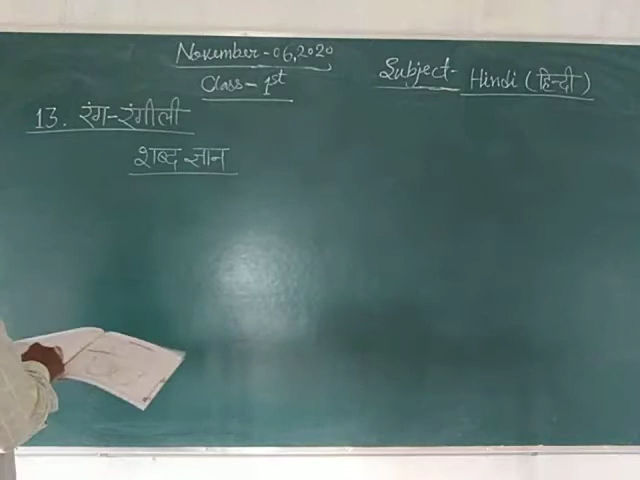 November-06,2020
Class-1st
Subject- Hindi (हिन्दी)
13. रंग-रंगीली
शब्द ज्ञान